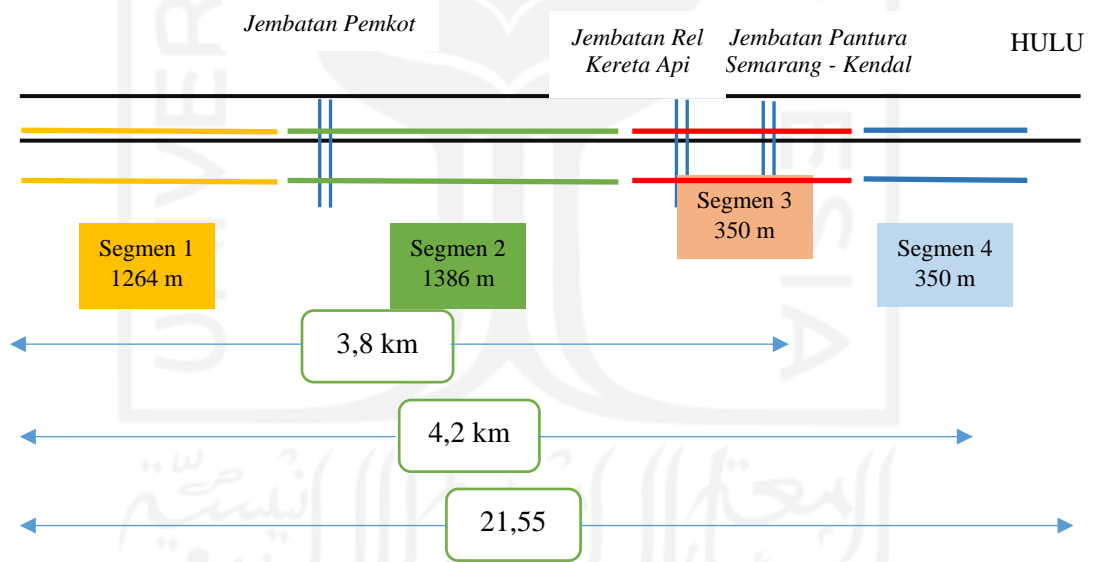 Jembatan Pemkot
Jembatan Rel
Kereta Api
Jembatan Pantura
Semarang - Kendal
HULU
Segmen 1
1264 m
Segmen 2
1386 m
Segmen 3
350 m
Segmen 4
350 m
3,8 km
4,2 km
21,55